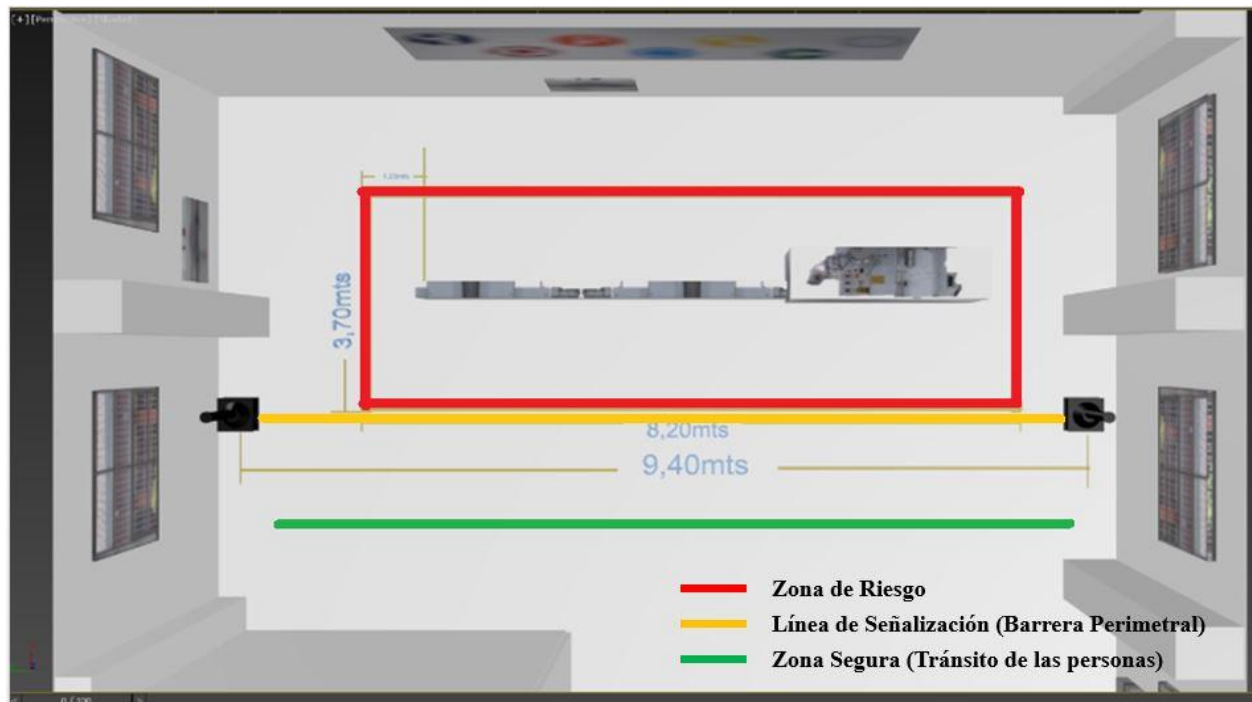 3,70mts
8,20mts
9,40mts
Zona de Riesgo
Línea de Señalización (Barrera Perimetral)
Zona Segura (Tránsito de las personas)